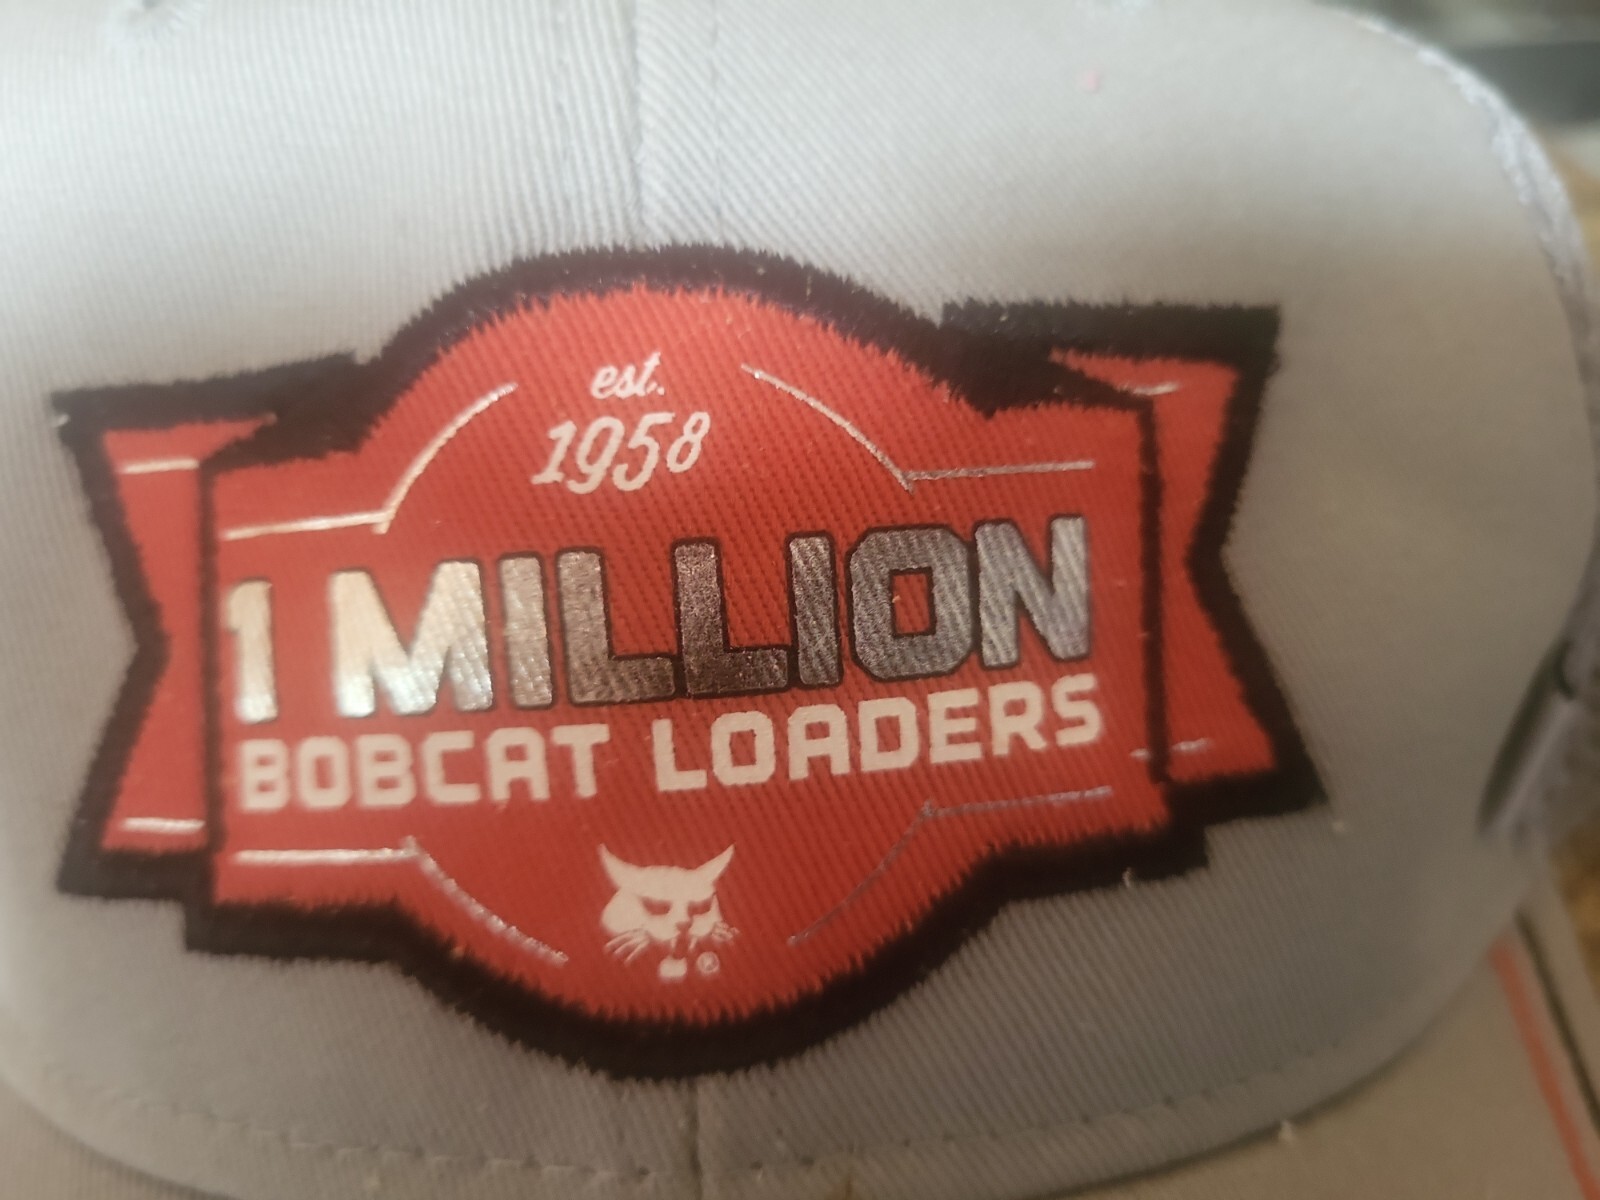 est.
1958
1 MILLION
BOBCAT LOADERS
®